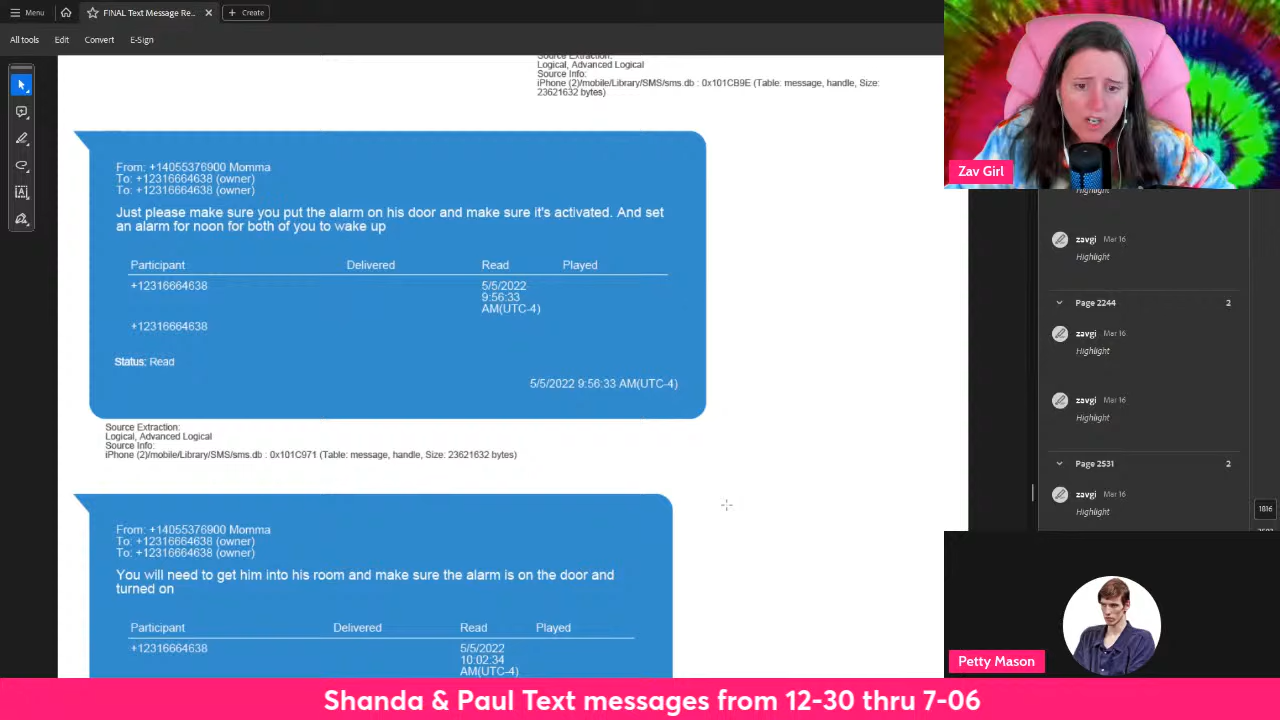 Menu
FINAL Text Message Re...
Create
All tools
Edit
Convert
E-Sign
Source Extraction:
Logical, Advanced Logical
Source Info:
iPhone (2)/mobile/Library/SMS/sms.db : 0x101CB9E (Table: message, handle, Size:
23621632 bytes)
From: +14055376900 Momma
To: +12316664638 (owner)
To: +12316664638 (owner)
Just please make sure you put the alarm on his door and make sure it's activated. And set
an alarm for noon for both of you to wake up
Participant Delivered Read Played
+12316664638 5/5/2022
9:56:33
AM(UTC-4)
+12316664638
Status: Read
5/5/2022 9:56:33 AM(UTC-4)
Source Extraction:
Logical, Advanced Logical
Source Info:
iPhone (2)/mobile/Library/SMS/sms.db : 0x101C971 (Table: message, handle, Size: 23621632 bytes)
From: +14055376900 Momma
To: +12316664638 (owner)
To: +12316664638 (owner)
You will need to get him into his room and make sure the alarm is on the door and
turned on
Participant Delivered Read Played
+12316664638 5/5/2022
10:02:34
AM(UTC-4)
Zav Girl
Highlight
zavgi Mar 16
Highlight
Page 2244 2
zavgi Mar 16
Highlight
zavgi Mar 16
Highlight
Page 2531 2
zavgi Mar 16
Highlight
1816
Petty Mason
Shanda & Paul Text messages from 12-30 thru 7-06